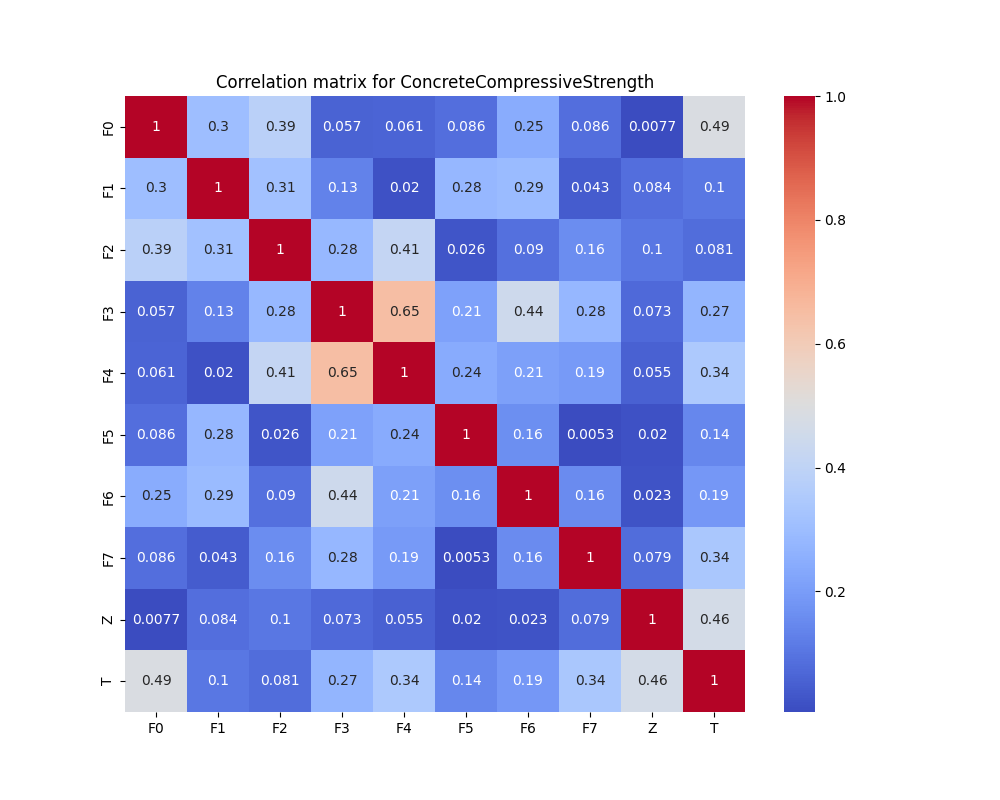 Correlation matrix for ConcreteCompressiveStrength
F0 1 0.3 0.39 0.057 0.061 0.086 0.25 0.086 0.0077 0.49
F1 0.3 1 0.31 0.13 0.02 0.28 0.29 0.043 0.084 0.1
F2 0.39 0.31 1 0.28 0.41 0.026 0.09 0.16 0.1 0.081
F3 0.057 0.13 0.28 1 0.65 0.21 0.44 0.28 0.073 0.27
F4 0.061 0.02 0.41 0.65 1 0.24 0.21 0.19 0.055 0.34
F5 0.086 0.28 0.026 0.21 0.24 1 0.16 0.0053 0.02 0.14
F6 0.25 0.29 0.09 0.44 0.21 0.16 1 0.16 0.023 0.19
F7 0.086 0.043 0.16 0.28 0.19 0.0053 0.16 1 0.079 0.34
Z 0.0077 0.084 0.1 0.073 0.055 0.02 0.023 0.079 1 0.46
T 0.49 0.1 0.081 0.27 0.34 0.14 0.19 0.34 0.46 1
F0 F1 F2 F3 F4 F5 F6 F7 Z T
1.0
0.8
0.6
0.4
0.2